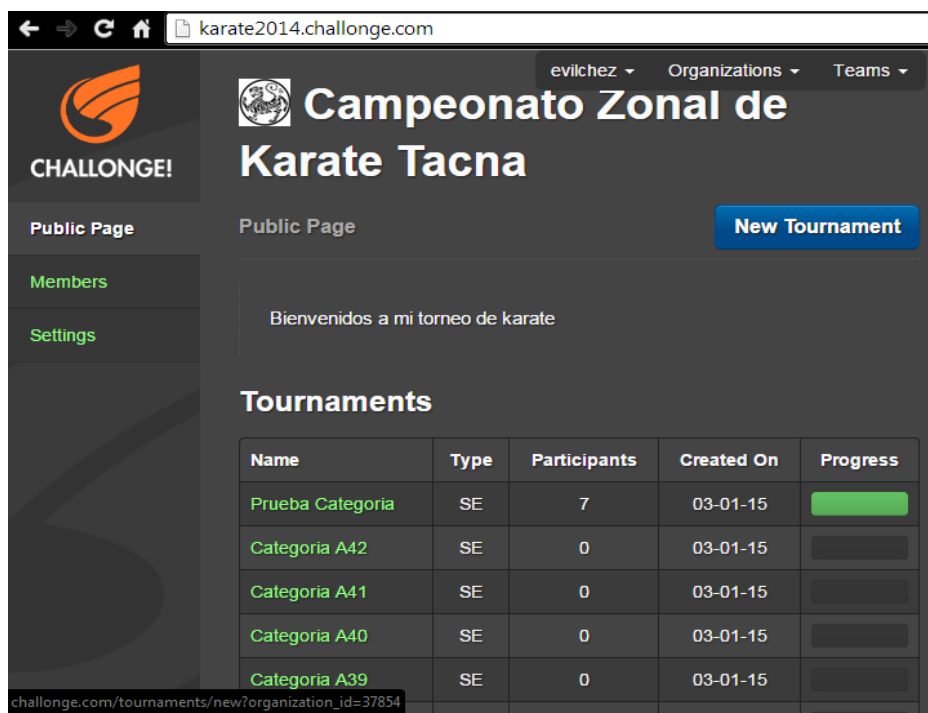 karate2014.challonge.com
evilchez Organizations Teams
CHALLONGE!
Campeonato Zonal de
Karate Tacna
Public Page
Members
Settings
Public Page
New Tournament
Bienvenidos a mi torneo de karate
Tournaments
Name Type Participants Created On Progress
Prueba Categoria SE 7 03-01-15
Categoria A42 SE 0 03-01-15
Categoria A41 SE 0 03-01-15
Categoria A40 SE 0 03-01-15
Categoria A39 SE 0 03-01-15
challonge.com/tournaments/new?organization_id=37854